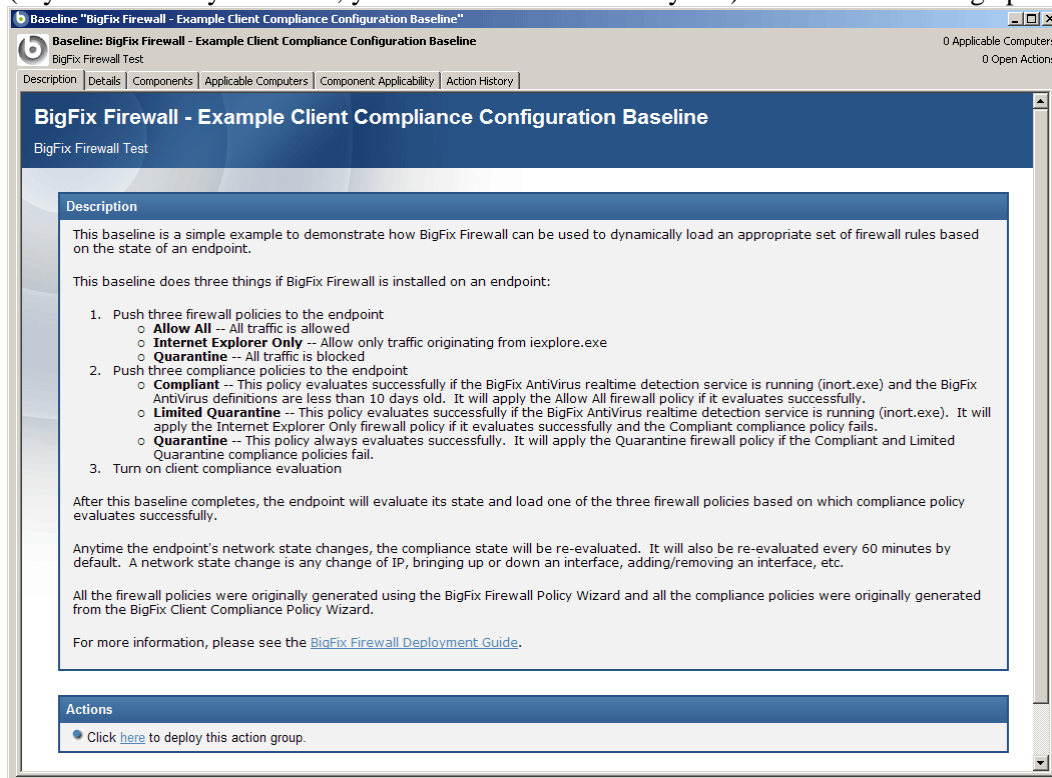 Baseline "BigFix Firewall - Example Client Compliance Configuration Baseline"
Baseline: BigFix Firewall - Example Client Compliance Configuration Baseline
0 Applicable Computers
BigFix Firewall Test
0 Open Actions
Description Details Components Applicable Computers Component Applicability Action History
BigFix Firewall - Example Client Compliance Configuration Baseline
BigFix Firewall Test
Description
This baseline is a simple example to demonstrate how BigFix Firewall can be used to dynamically load an appropriate set of firewall rules based
on the state of an endpoint.
This baseline does three things if BigFix Firewall is installed on an endpoint:
1. Push three firewall policies to the endpoint
o Allow All -- All traffic is allowed
o Internet Explorer Only -- Allow only traffic originating from iexplore.exe
o Quarantine -- All traffic is blocked
2. Push three compliance policies to the endpoint
o Compliant -- This policy evaluates successfully if the BigFix AntiVirus realtime detection service is running (inort.exe) and the BigFix
AntiVirus definitions are less than 10 days old. It will apply the Allow All firewall policy if it evaluates successfully.
o Limited Quarantine -- This policy evaluates successfully if the BigFix AntiVirus realtime detection service is running (inort.exe). It will
apply the Internet Explorer Only firewall policy if it evaluates successfully and the Compliant compliance policy fails.
o Quarantine -- This policy always evaluates successfully. It will apply the Quarantine firewall policy if the Compliant and Limited
Quarantine compliance policies fail.
3. Turn on client compliance evaluation
After this baseline completes, the endpoint will evaluate its state and load one of the three firewall policies based on which compliance policy
evaluates successfully.
Anytime the endpoint's network state changes, the compliance state will be re-evaluated. It will also be re-evaluated every 60 minutes by
default. A network state change is any change of IP, bringing up or down an interface, adding/removing an interface, etc.
All the firewall policies were originally generated using the BigFix Firewall Policy Wizard and all the compliance policies were originally generated
from the BigFix Client Compliance Policy Wizard.
For more information, please see the BigFix Firewall Deployment Guide.
Actions
Click here to deploy this action group.